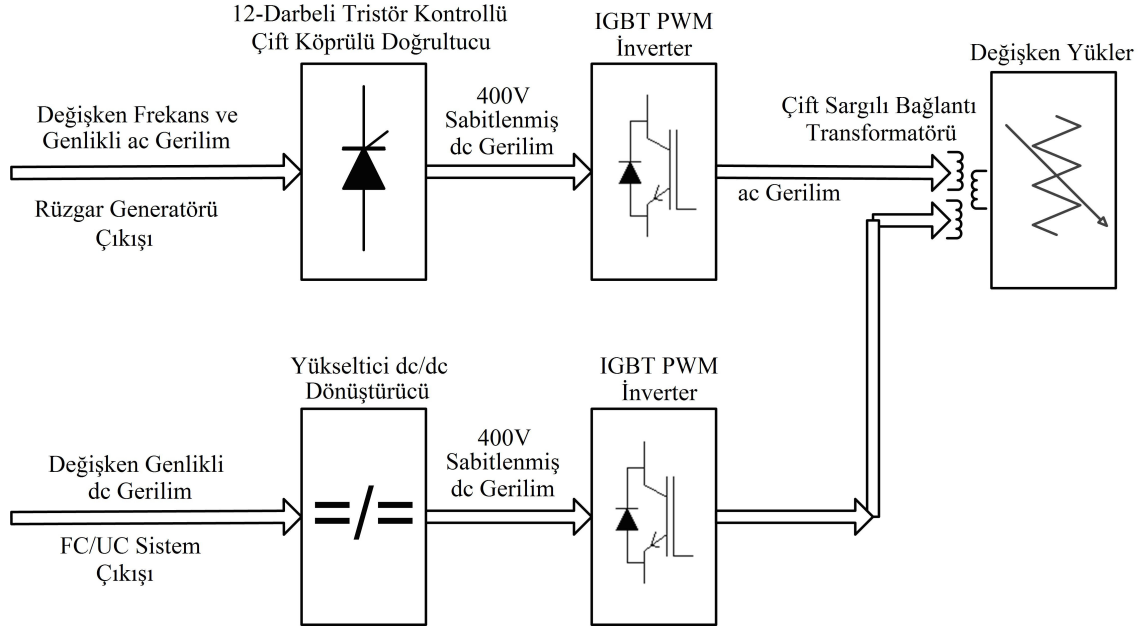 12-Darbeli Tristör Kontrollü
Çift Köprülü Doğrultucu
IGBT PWM
İnverter
Değişken Yükler
Değişken Frekans ve
Genlikli ac Gerilim
400V
Sabitlenmiş
dc Gerilim
Çift Sargılı Bağlantı
Transformatörü
ac Gerilim
Rüzgar Generatörü
Çıkışı
Yükseltici dc/dc
Dönüştürücü
IGBT PWM
İnverter
Değişken Genlikli
dc Gerilim
400V
Sabitlenmiş
dc Gerilim
=/=
FC/UC Sistem
Çıkışı